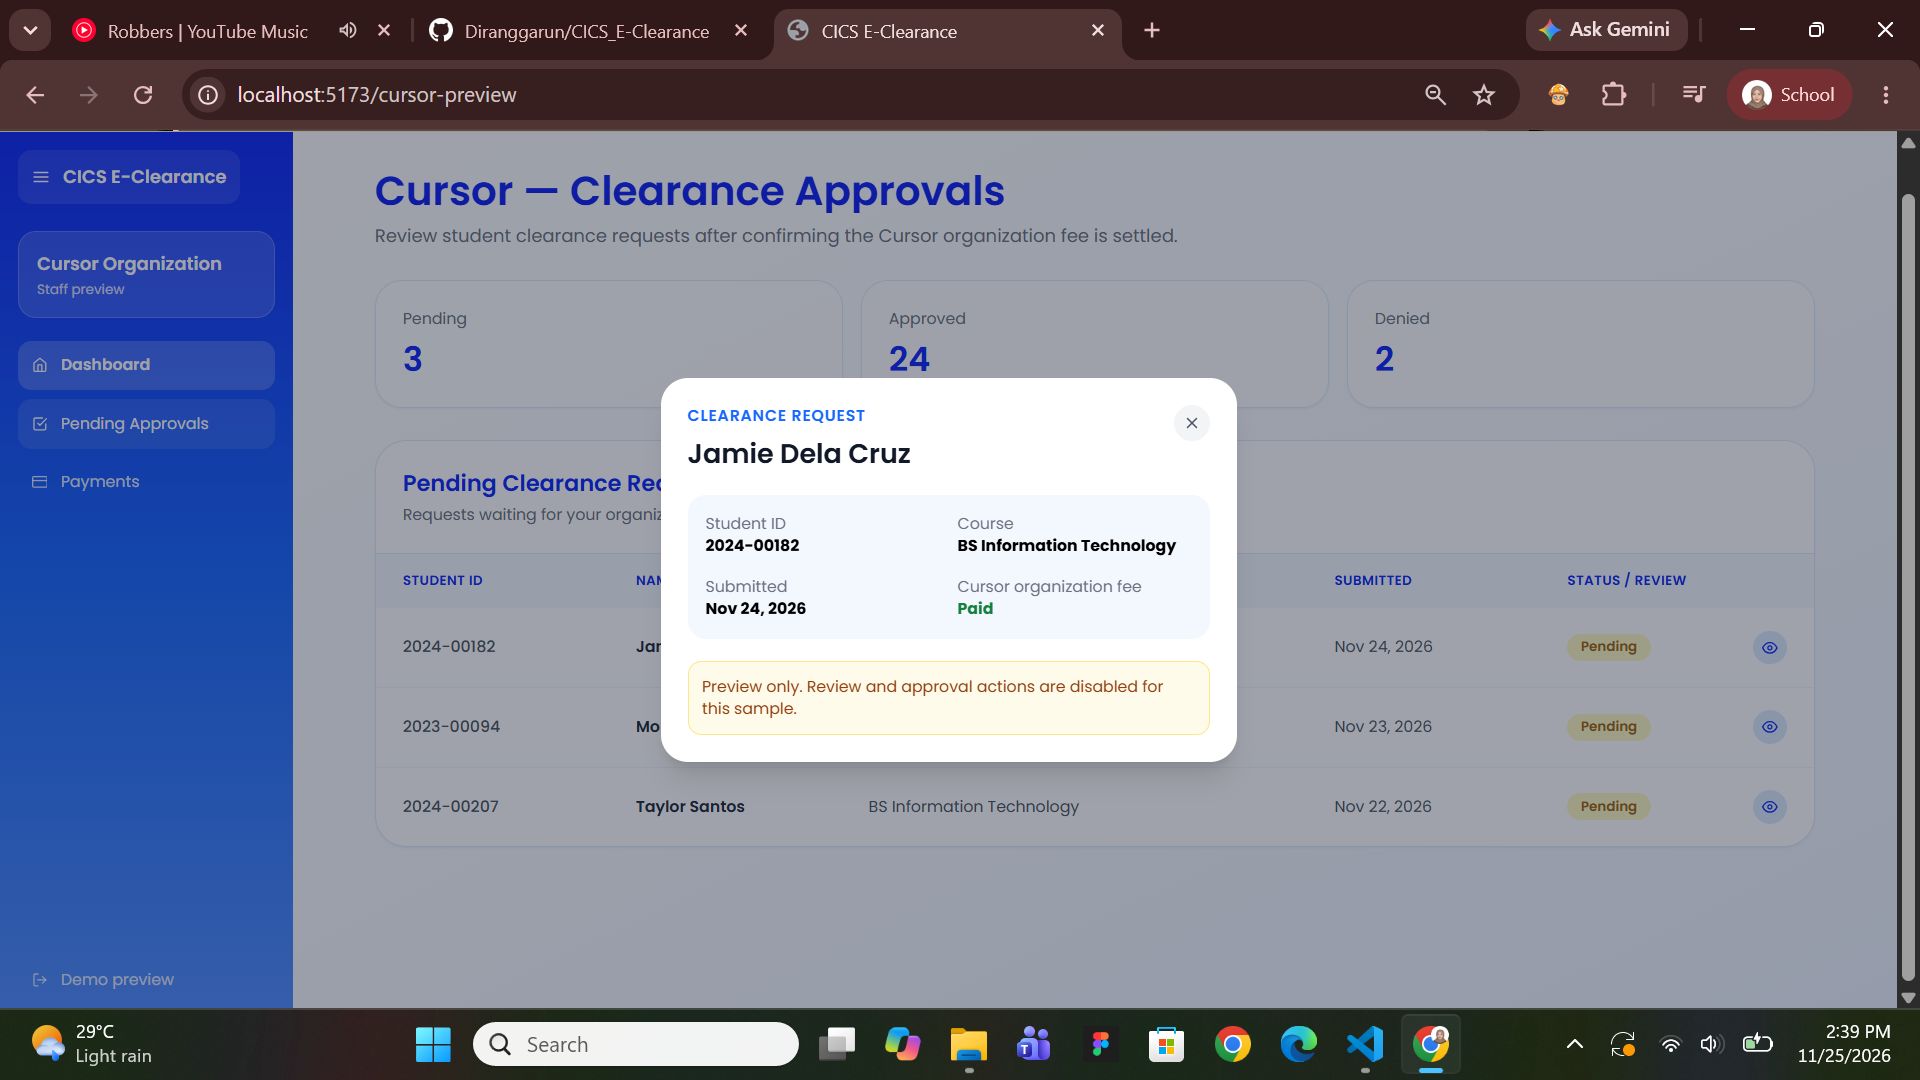 Robbers | YouTube Music
Diranggarun/CICS_E-Clearance
CICS E-Clearance
Ask Gemini
localhost:5173/cursor-preview
School
CICS E-Clearance
Cursor Organization
Staff preview
Dashboard
Pending Approvals
Payments
Demo preview
Cursor — Clearance Approvals
Review student clearance requests after confirming the Cursor organization fee is settled.
Pending
3
Approved
24
Denied
2
Pending Clearance Re
Requests waiting for your organiz
STUDENT ID
NAM
SUBMITTED
STATUS / REVIEW
2024-00182
Jam
Nov 24, 2026
Pending
2023-00094
Mo
Nov 23, 2026
Pending
2024-00207
Taylor Santos
BS Information Technology
Nov 22, 2026
Pending
CLEARANCE REQUEST
Jamie Dela Cruz
Student ID
2024-00182
Course
BS Information Technology
Submitted
Nov 24, 2026
Cursor organization fee
Paid
Preview only. Review and approval actions are disabled for
this sample.
29°C
Light rain
Search
2:39 PM
11/25/2026